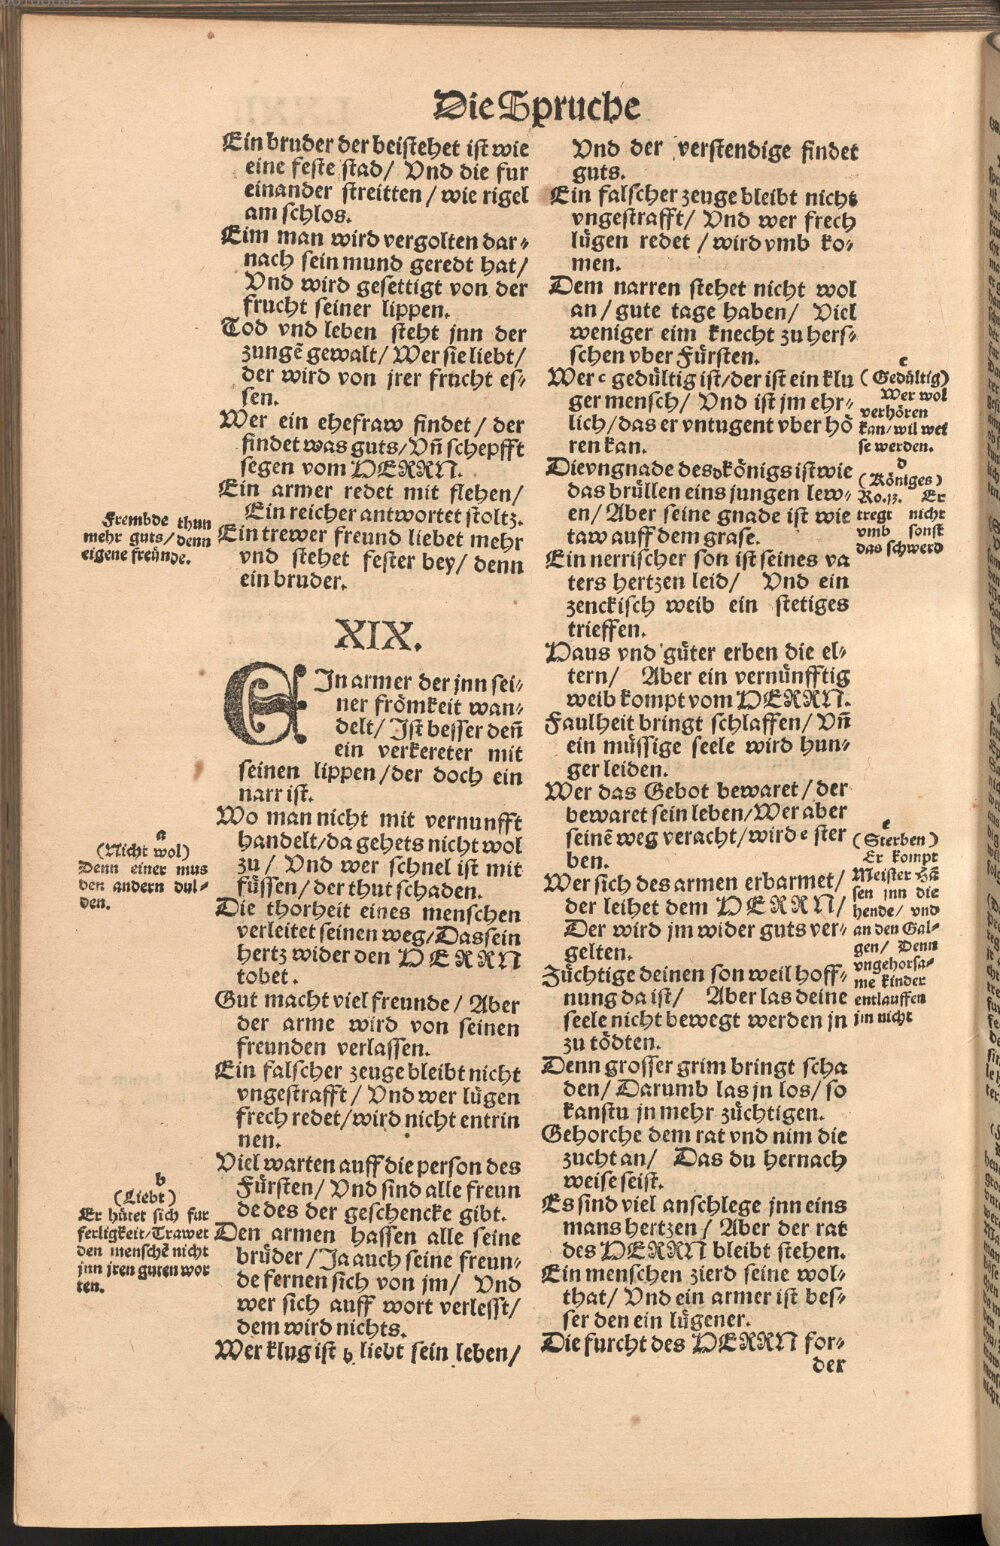 Die Spruche
Ein bruder der beistehet ist wie
eine feste stad/ Vnd die fur
einander streitten / wie rigel
am schlos.
Eim man wird vergolten dar⸗
nach sein mund geredt hat/
Vnd wird gesettigt von der
frucht seiner lippen.
Tod vnd leben steht jnn der
zungẽ gewalt/ Wer sie liebt/
der wird von jrer frucht es⸗
sen.
Wer ein ehefraw findet/ der
findet was guts/ Vñ schepfft
segen vom HERRN.
Ein armer redet mit flehen/
Ein reicher antwortet stoltz.
Ein trewer freund liebet mehr
vnd stehet fester bey/ denn
ein bruder.
Frembde thun
mehr guts/ denn
eigene freünde.
XIX.
EIn armer der jnn sei⸗
ner frömkeit wan⸗
delt/ Ist besser deñ
ein verkereter mit
seinen lippen/ der doch ein
narr ist.
Wo man nicht mit vernunfft
handelt/ da gehets nicht wol
zu/ Vnd wer schnel ist mit
füssen/ der thut schaden.
Die thorheit eines menschen
verleitet seinen weg/ Das sein
hertz wider den HERRN
tobet.
Gut macht viel freunde/ Aber
der arme wird von seinen
freunden verlassen.
Ein falscher zeuge bleibt nicht
vngestrafft/ Vnd wer lügen
frech redet/ wird nicht entrin
nen.
Viel warten auff die person des
Fürsten/ Vnd sind alle freun
de des der geschencke gibt.
Den armen hassen alle seine
brüder/ Ja auch seine freun⸗
de fernen sich von jm/ Vnd
wer sich auff wort verlesst/
dem wird nichts.
Wer klug ist b liebt sein leben/
a
(Nicht wol)
Denn einer mus
den andern dul⸗
den.
b
(Liebt)
Er hütet sich fur
ferligkeit/ Trawet
den menschẽ nicht
jnn jren guten wor
ten.
Vnd der verstendige findet
guts.
Ein falscher zeuge bleibt nicht
vngestrafft/ Vnd wer frech
lügen redet / wird vmb ko⸗
men.
Dem narren stehet nicht wol
an/ gute tage haben/ Viel
weniger eim knecht zu hers⸗
schen vber Fürsten.
Wer c gedültig ist/ der ist ein klu
ger mensch/ Vnd ist jm ehr⸗
lich/ das er vntugent vber hö
ren kan.
Die vngnade des d königs ist wie
das brüllen eins jungen lew⸗
en/ Aber seine gnade ist wie
taw auff dem grase.
Ein nerrischer son ist seines va
ters hertzen leid/ Vnd ein
zenckisch weib ein stetiges
trieffen.
Haus vnd güter erben die el⸗
tern/ Aber ein vernünfftig
weib kompt vom HERRN.
Faulheit bringt schlaffen/ Vñ
ein müssige seele wird hun⸗
ger leiden.
Wer das Gebot bewaret/ der
bewaret sein leben/ Wer aber
seinẽ weg veracht/ wird e ster
ben.
Wer sich des armen erbarmet/
der leihet dem HERRN/
Der wird jm wider guts ver⸗
gelten.
Züchtige deinen son weil hoff⸗
nung da ist/ Aber las deine
seele nicht bewegt werden jn
zu tödten.
Denn grosser grim bringt scha
den/ Darumb las jn los/ so
kanstu jn mehr züchtigen.
Gehorche dem rat vnd nim die
zucht an/ Das du hernach
weise seist.
Es sind viel anschlege jnn eins
mans hertzen/ Aber der rat
des HERRN bleibt stehen.
Ein menschen zierd seine wol⸗
that/ Vnd ein armer ist bes⸗
ser den ein lügener.
Die furcht des HERRN for⸗
der
c
(Gedültig)
Wer wol
verhören
kan/ wil wei
se werden.
d
(Königes)
Ro. 13. Er
tregt nicht
vmb sonst
das schwerd
e
(Sterben)
Er kompt
Meister Hã
sen jnn die
hende/ vnd
an den Gal⸗
gen/ Denn
vngehorsa⸗
me kinder
entlauffen
jm nicht